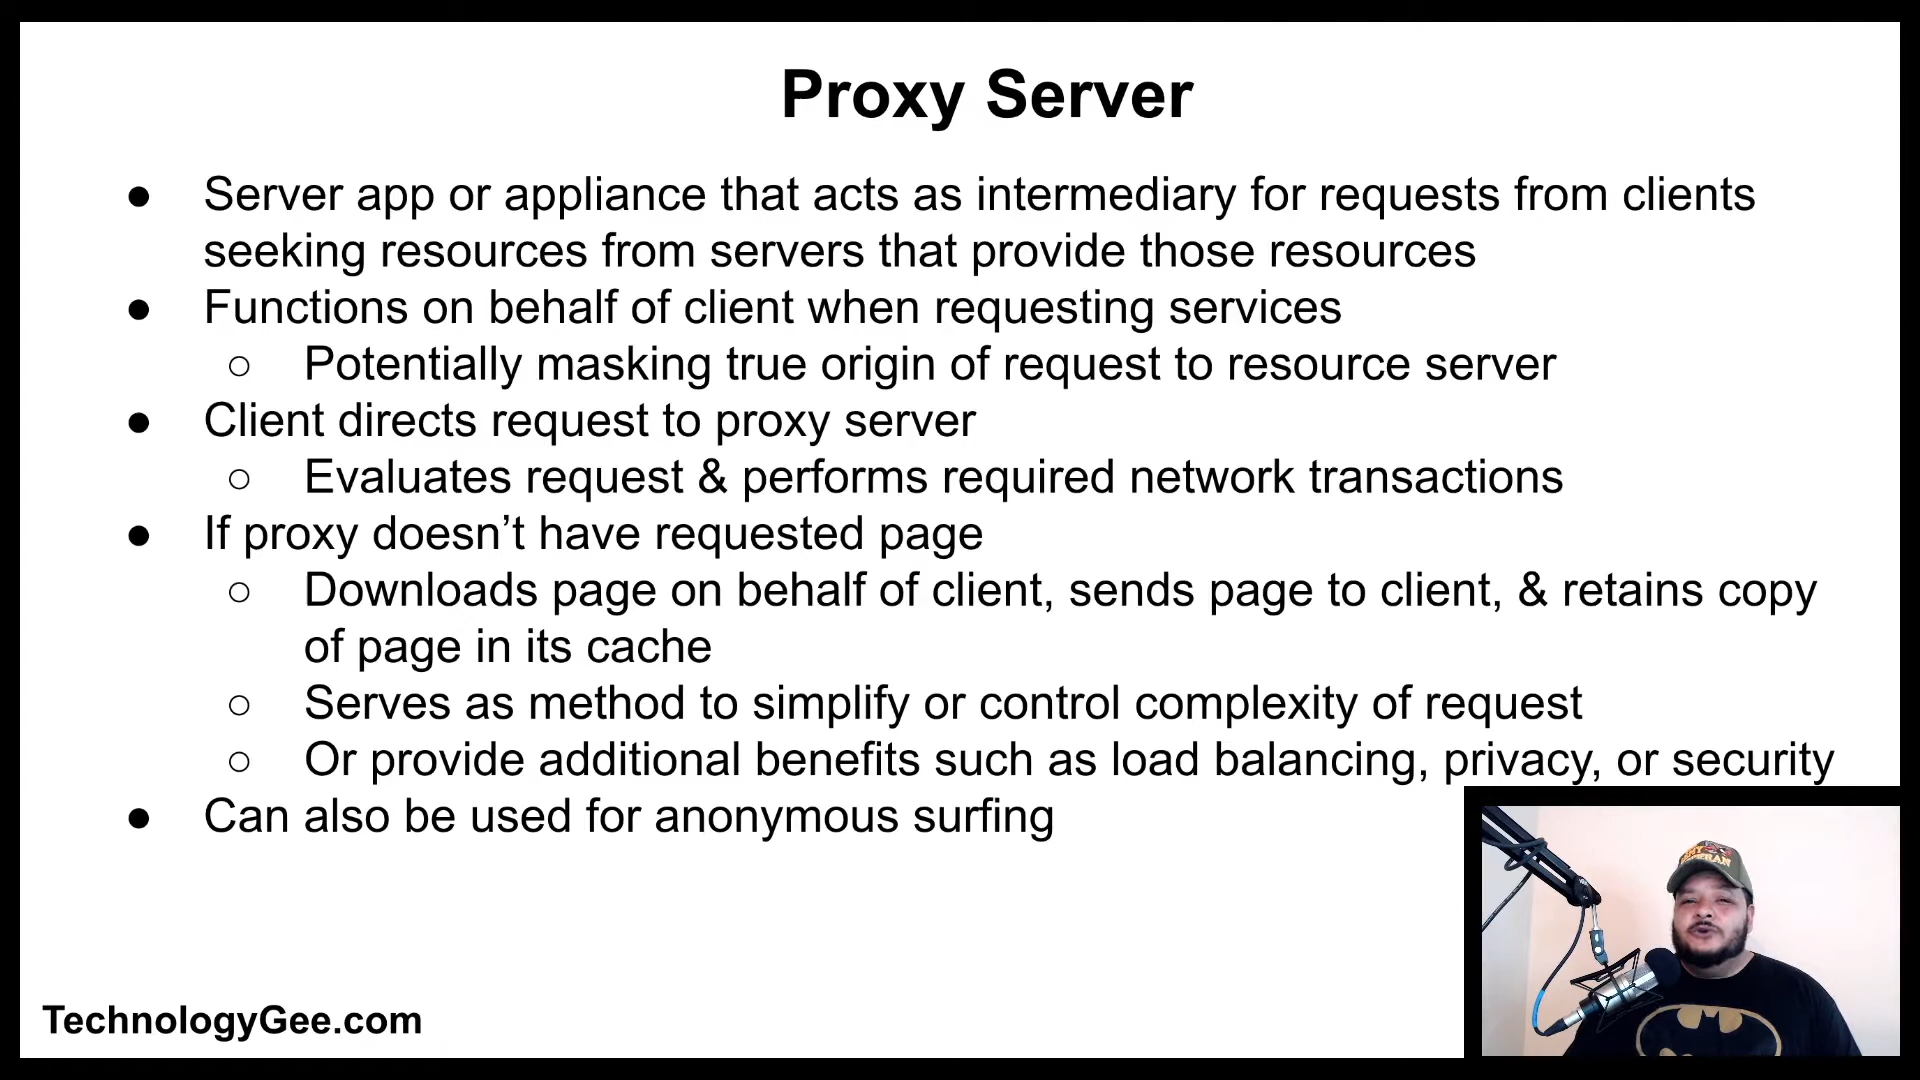 Proxy Server
● Server app or appliance that acts as intermediary for requests from clients
seeking resources from servers that provide those resources
● Functions on behalf of client when requesting services
○ Potentially masking true origin of request to resource server
● Client directs request to proxy server
○ Evaluates request & performs required network transactions
● If proxy doesn’t have requested page
○ Downloads page on behalf of client, sends page to client, & retains copy
of page in its cache
○ Serves as method to simplify or control complexity of request
○ Or provide additional benefits such as load balancing, privacy, or security
● Can also be used for anonymous surfing
TechnologyGee.com